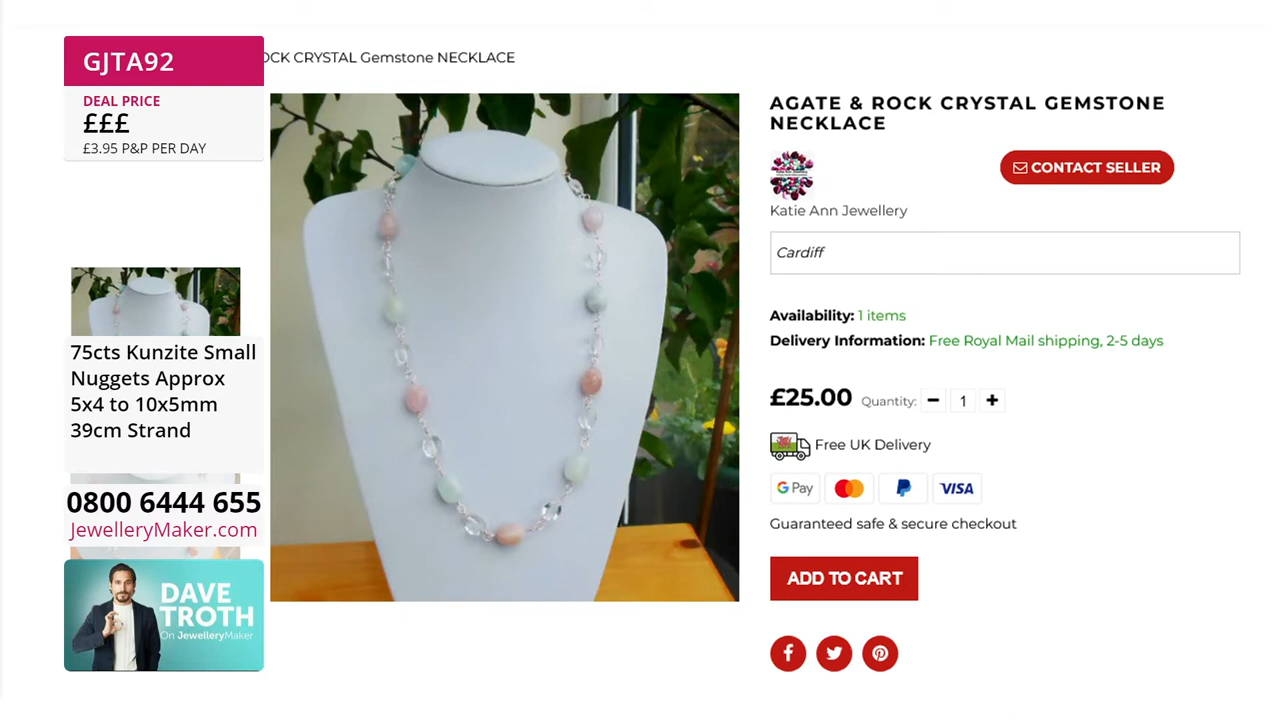 GJTA92
DEAL PRICE
£££
£3.95 P&P PER DAY
75cts Kunzite Small
Nuggets Approx
5x4 to 10x5mm
39cm Strand
0800 6444 655
JewelleryMaker.com
DAVE
TROTH
On JewelleryMaker
CRYSTAL Gemstone NECKLACE
AGATE & ROCK CRYSTAL GEMSTONE
NECKLACE
CONTACT SELLER
Katie Ann Jewellery
Cardiff
Availability: 1 items
Delivery Information: Free Royal Mail shipping, 2-5 days
£25.00 Quantity: − 1 +
Free UK Delivery
G Pay VISA
Guaranteed safe & secure checkout
ADD TO CART